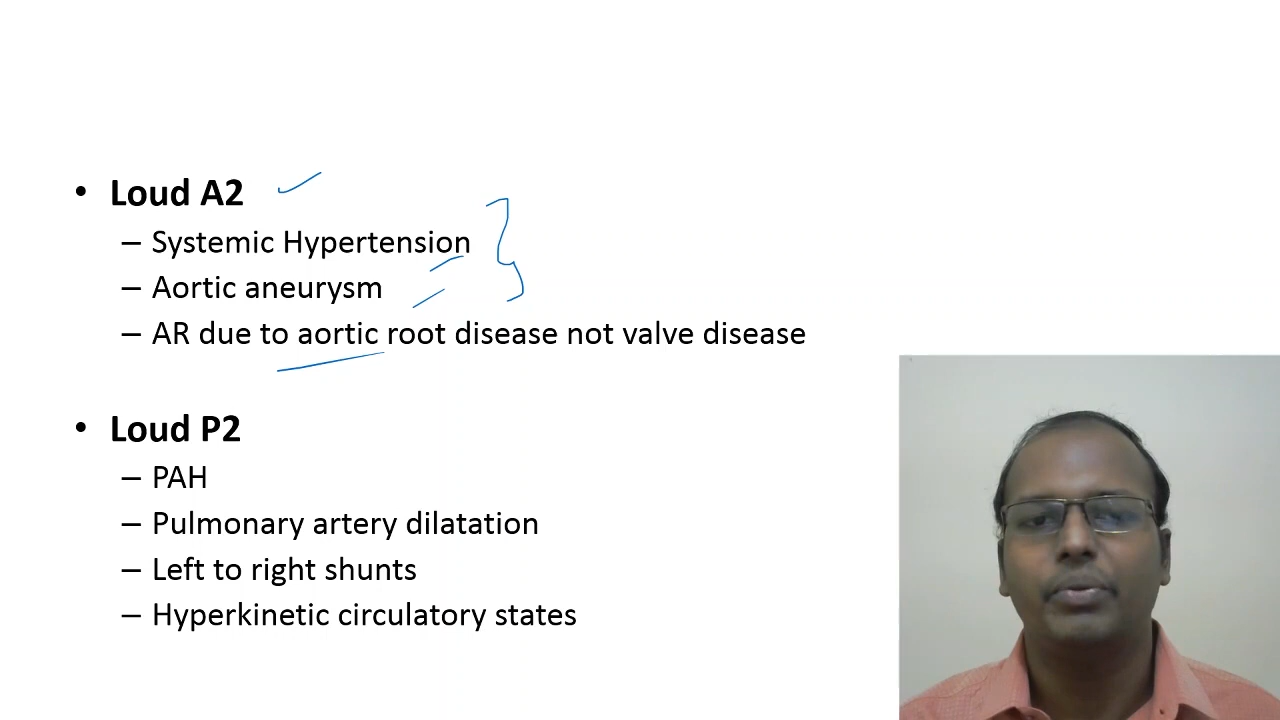 • Loud A2
– Systemic Hypertension
– Aortic aneurysm
– AR due to aortic root disease not valve disease
• Loud P2
– PAH
– Pulmonary artery dilatation
– Left to right shunts
– Hyperkinetic circulatory states